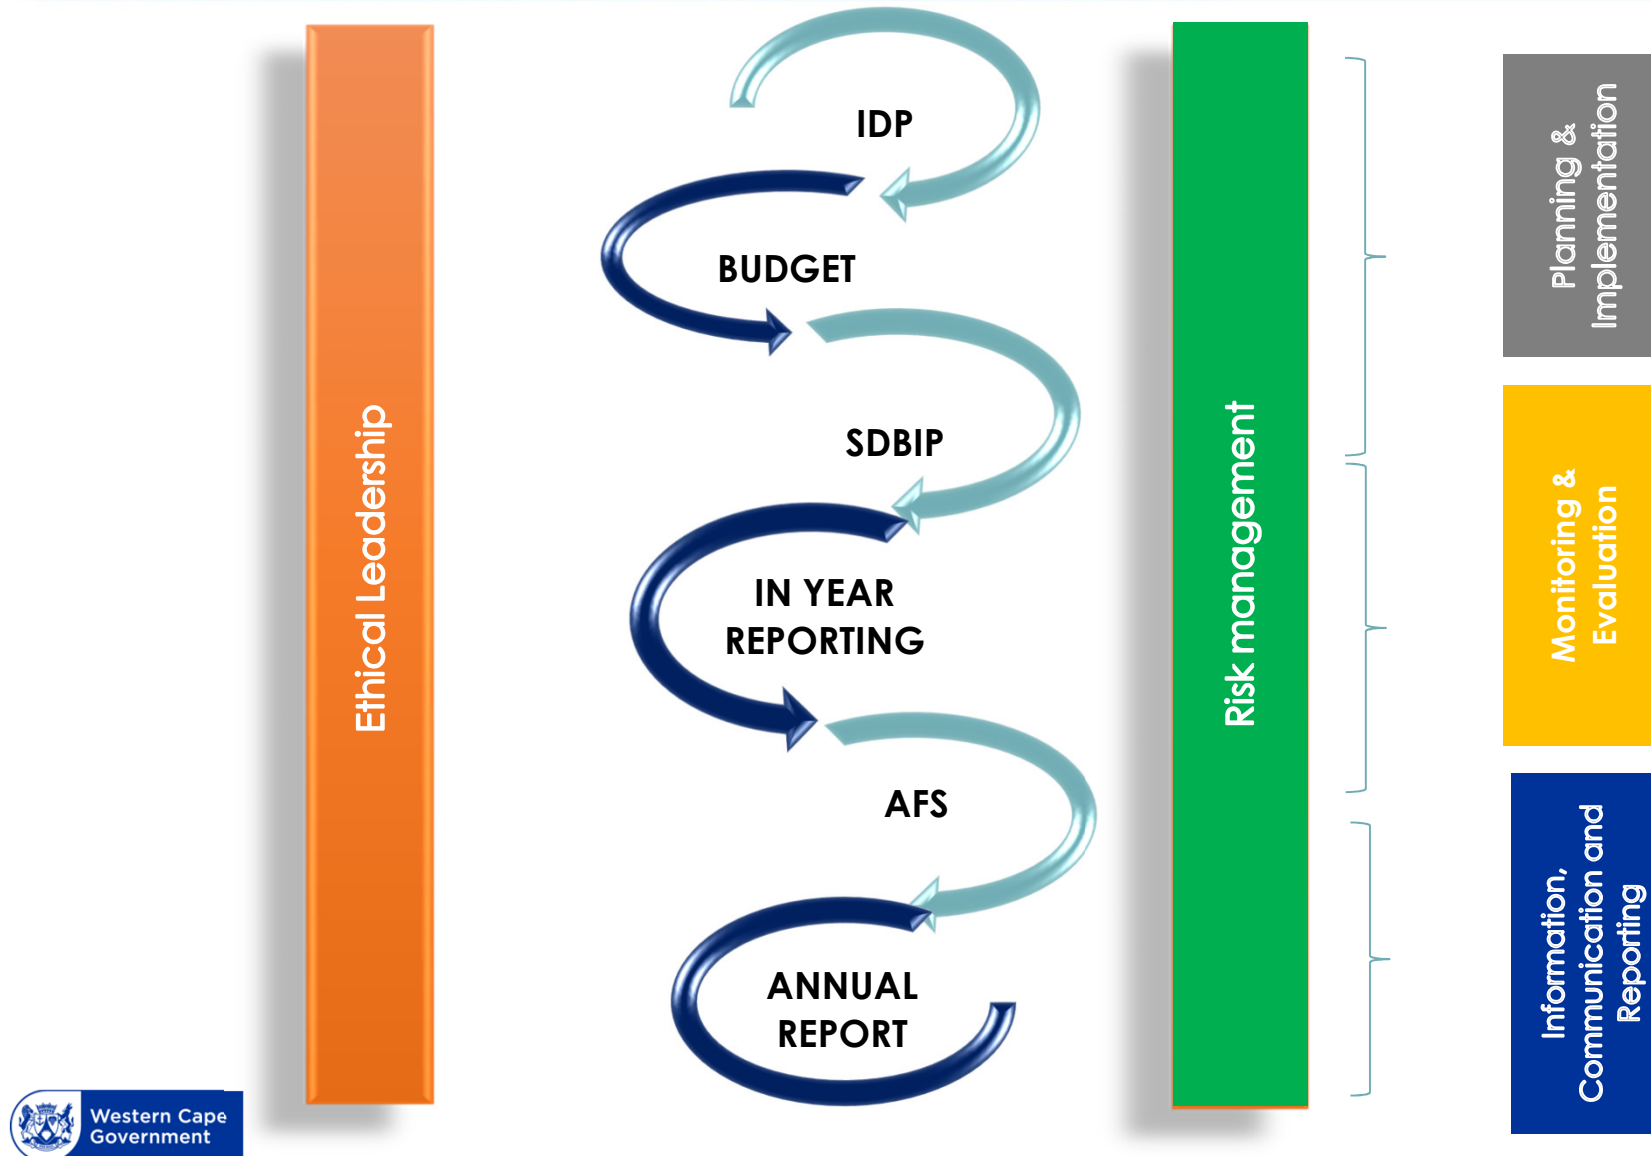 Ethical Leadership
IDP
BUDGET
SDBIP
IN YEAR
REPORTING
AFS
ANNUAL
REPORT
Risk management
Planning &
Implementation
Monitoring &
Evaluation
Information,
Communication and
Reporting
Western Cape
Government